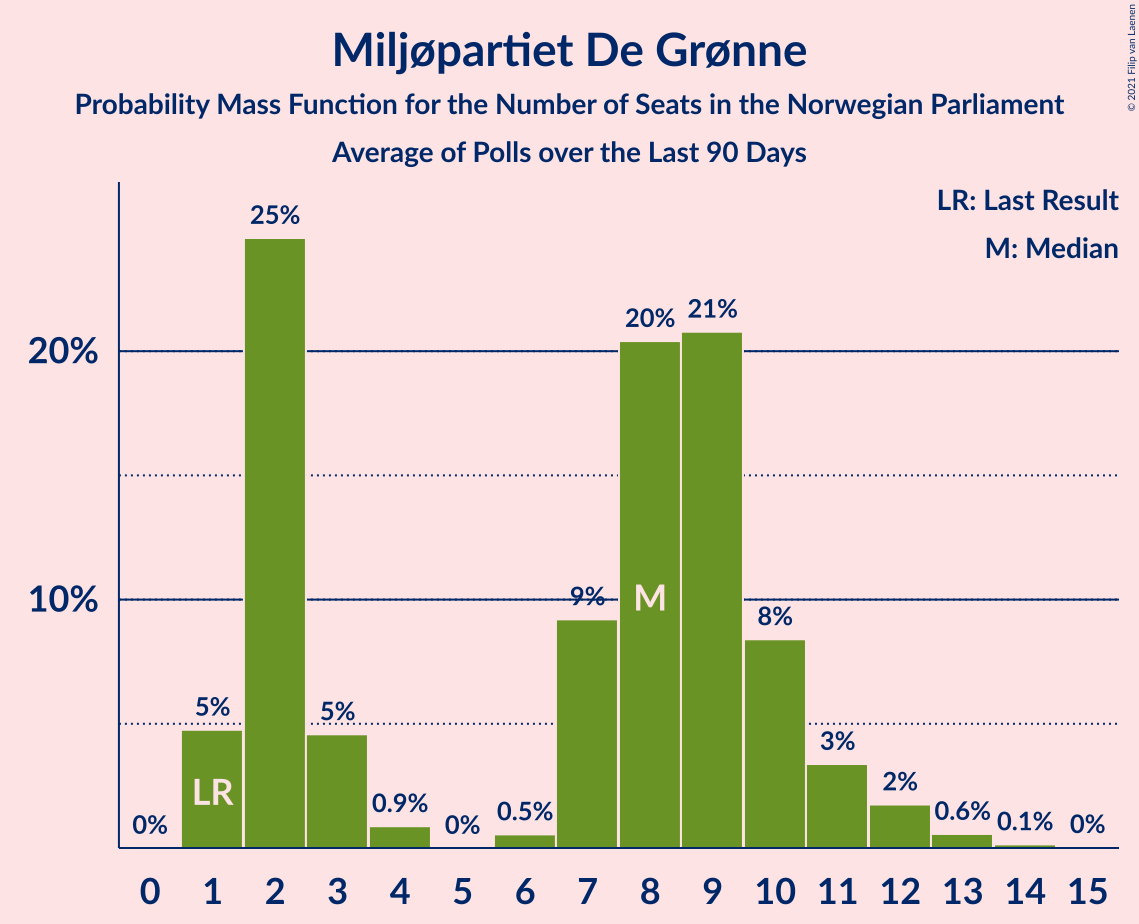 Miljøpartiet De Grønne
Probability Mass Function for the Number of Seats in the Norwegian Parliament
Average of Polls over the Last 90 Days
© 2021 Filip van Laenen
LR: Last Result
M: Median
25%
21%
20%
20%
10%
9%
M
8%
5%
5%
3%
LR
2%
0%
0.9%
0%
0.5%
0.6%
0.1%
0%
0 1 2 3 4 5 6 7 8 9 10 11 12 13 14 15